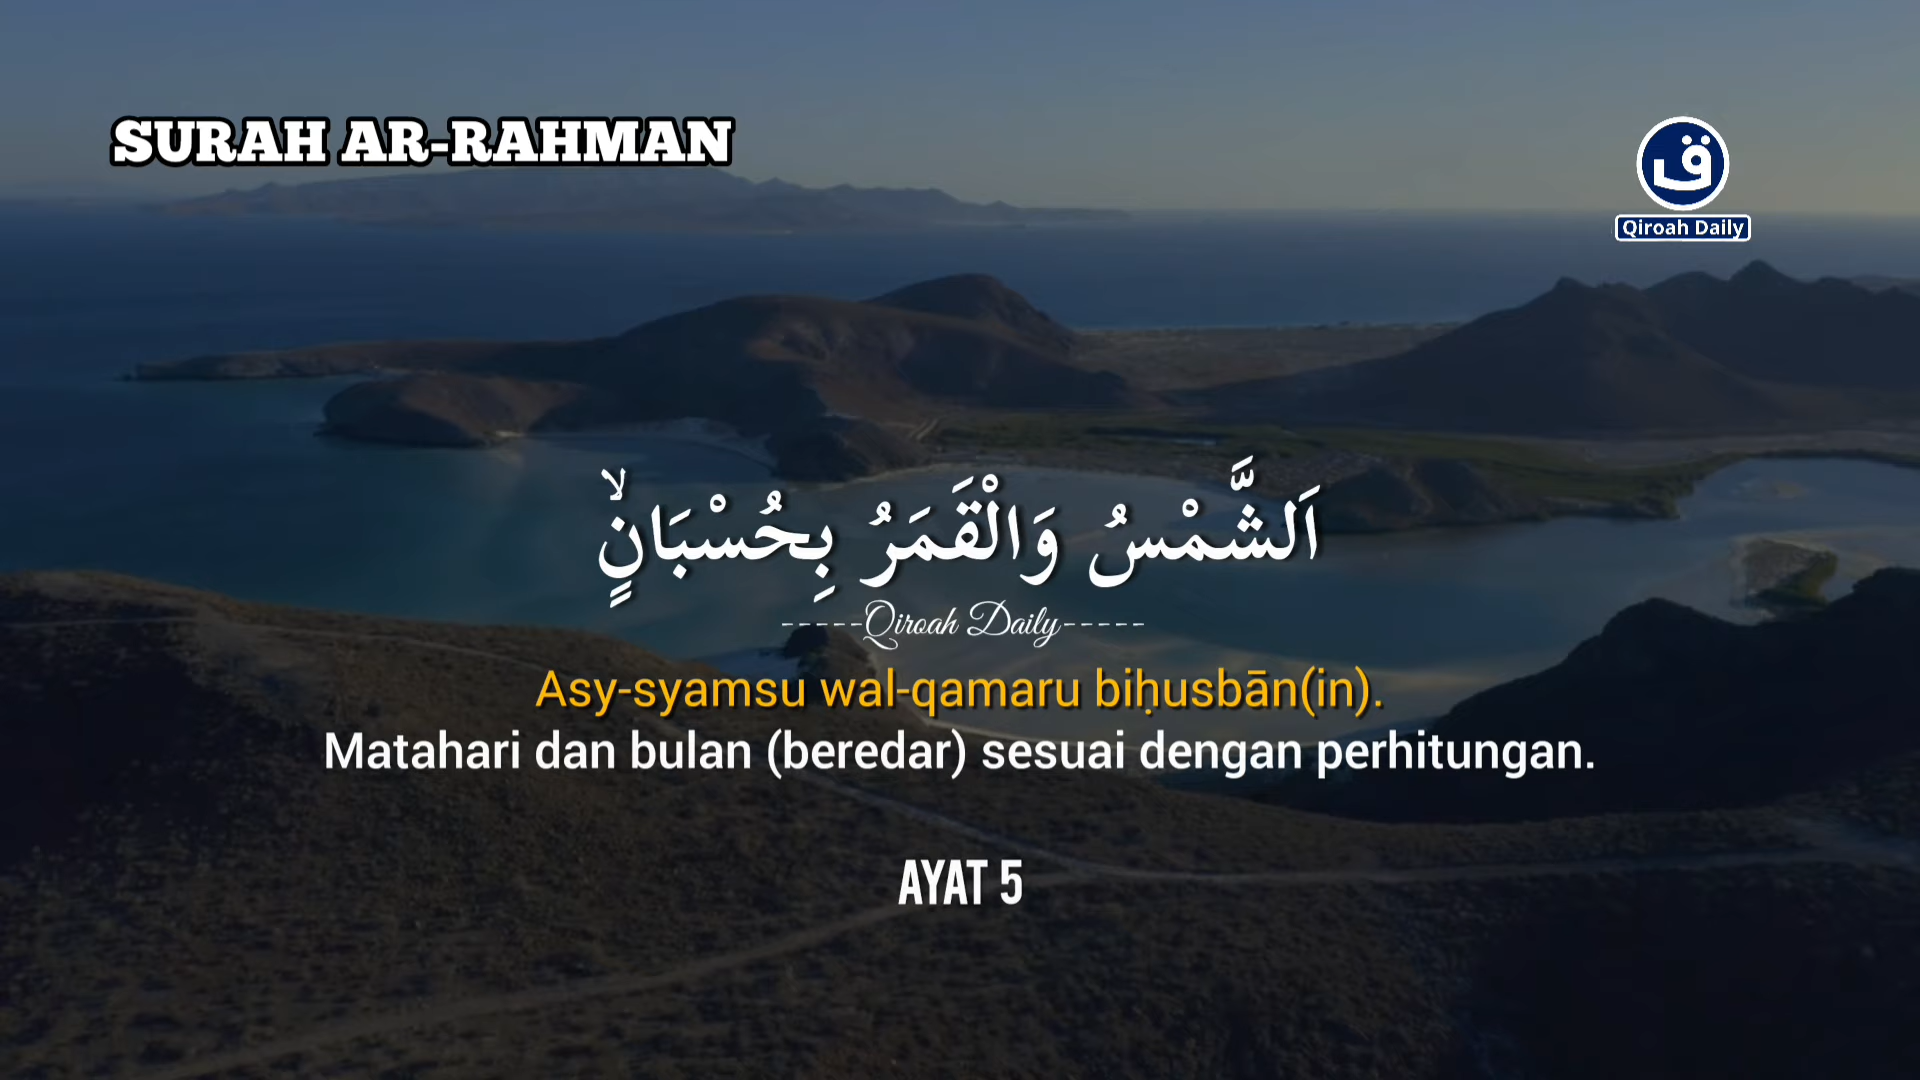 SURAH AR-RAHMAN
ق
Qiroah Daily
اَلشَّمْسُ وَالْقَمَرُ بِحُسْبَانٍۙ
-----Qiroah Daily-----
Asy-syamsu wal-qamaru biḥusbān(in).
Matahari dan bulan (beredar) sesuai dengan perhitungan.
AYAT 5